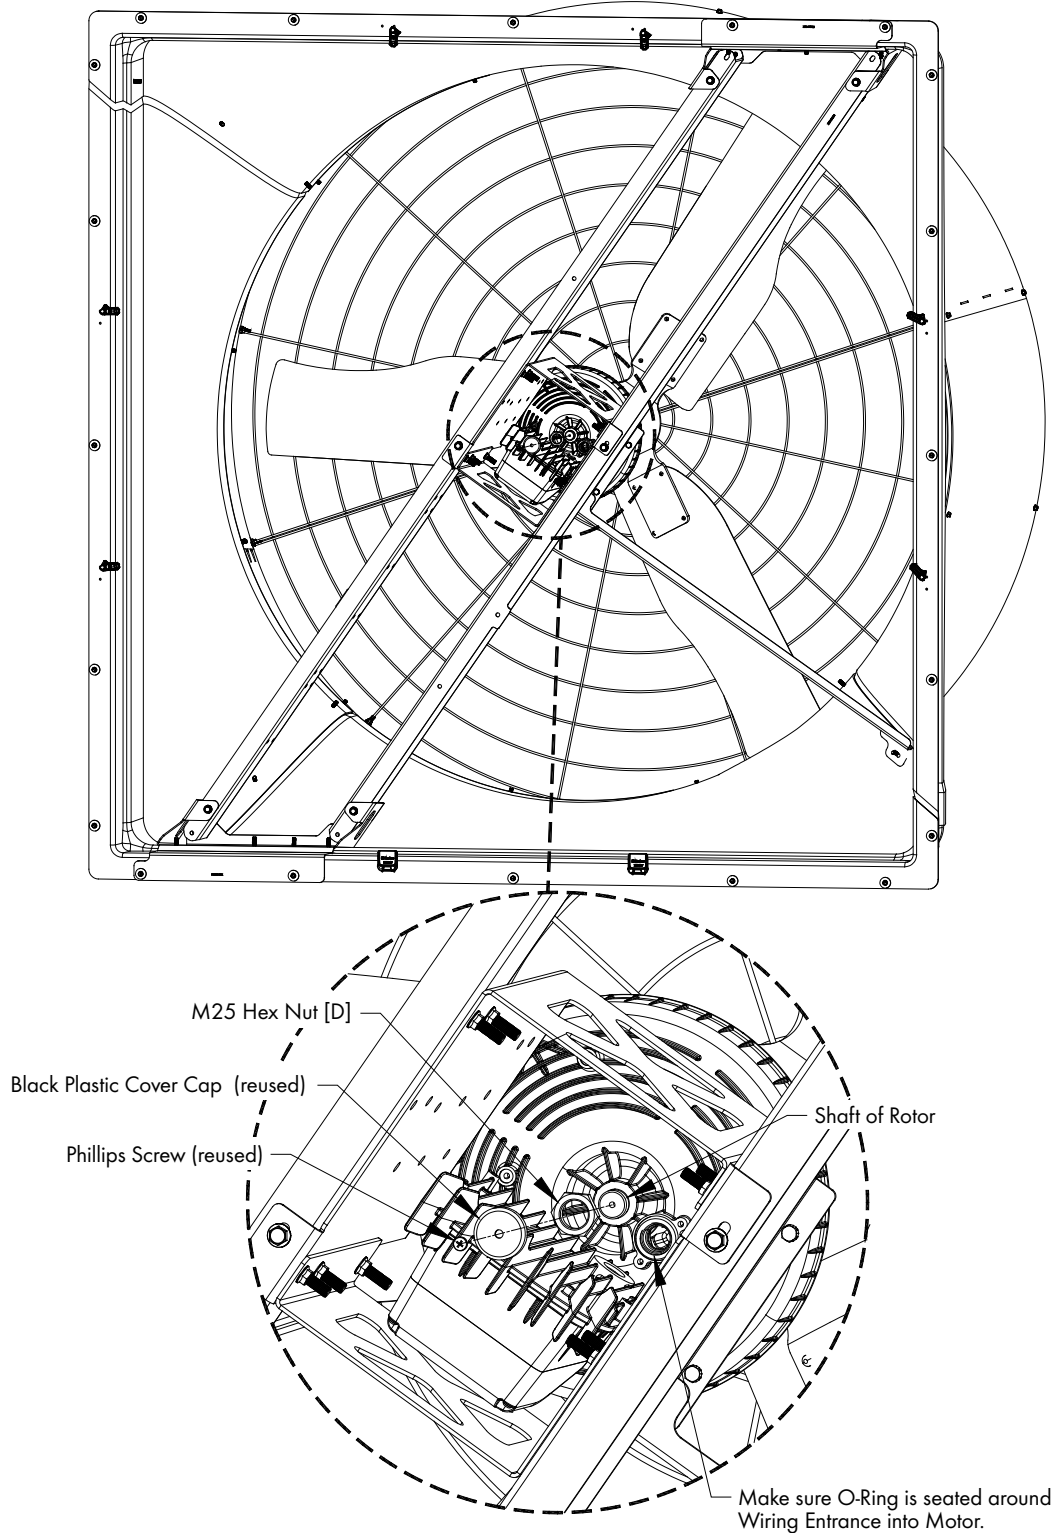 M25 Hex Nut [D]
Black Plastic Cover Cap  (reused)
Shaft of Rotor
Phillips Screw (reused)
Make sure O-Ring is seated around
Wiring Entrance into Motor.